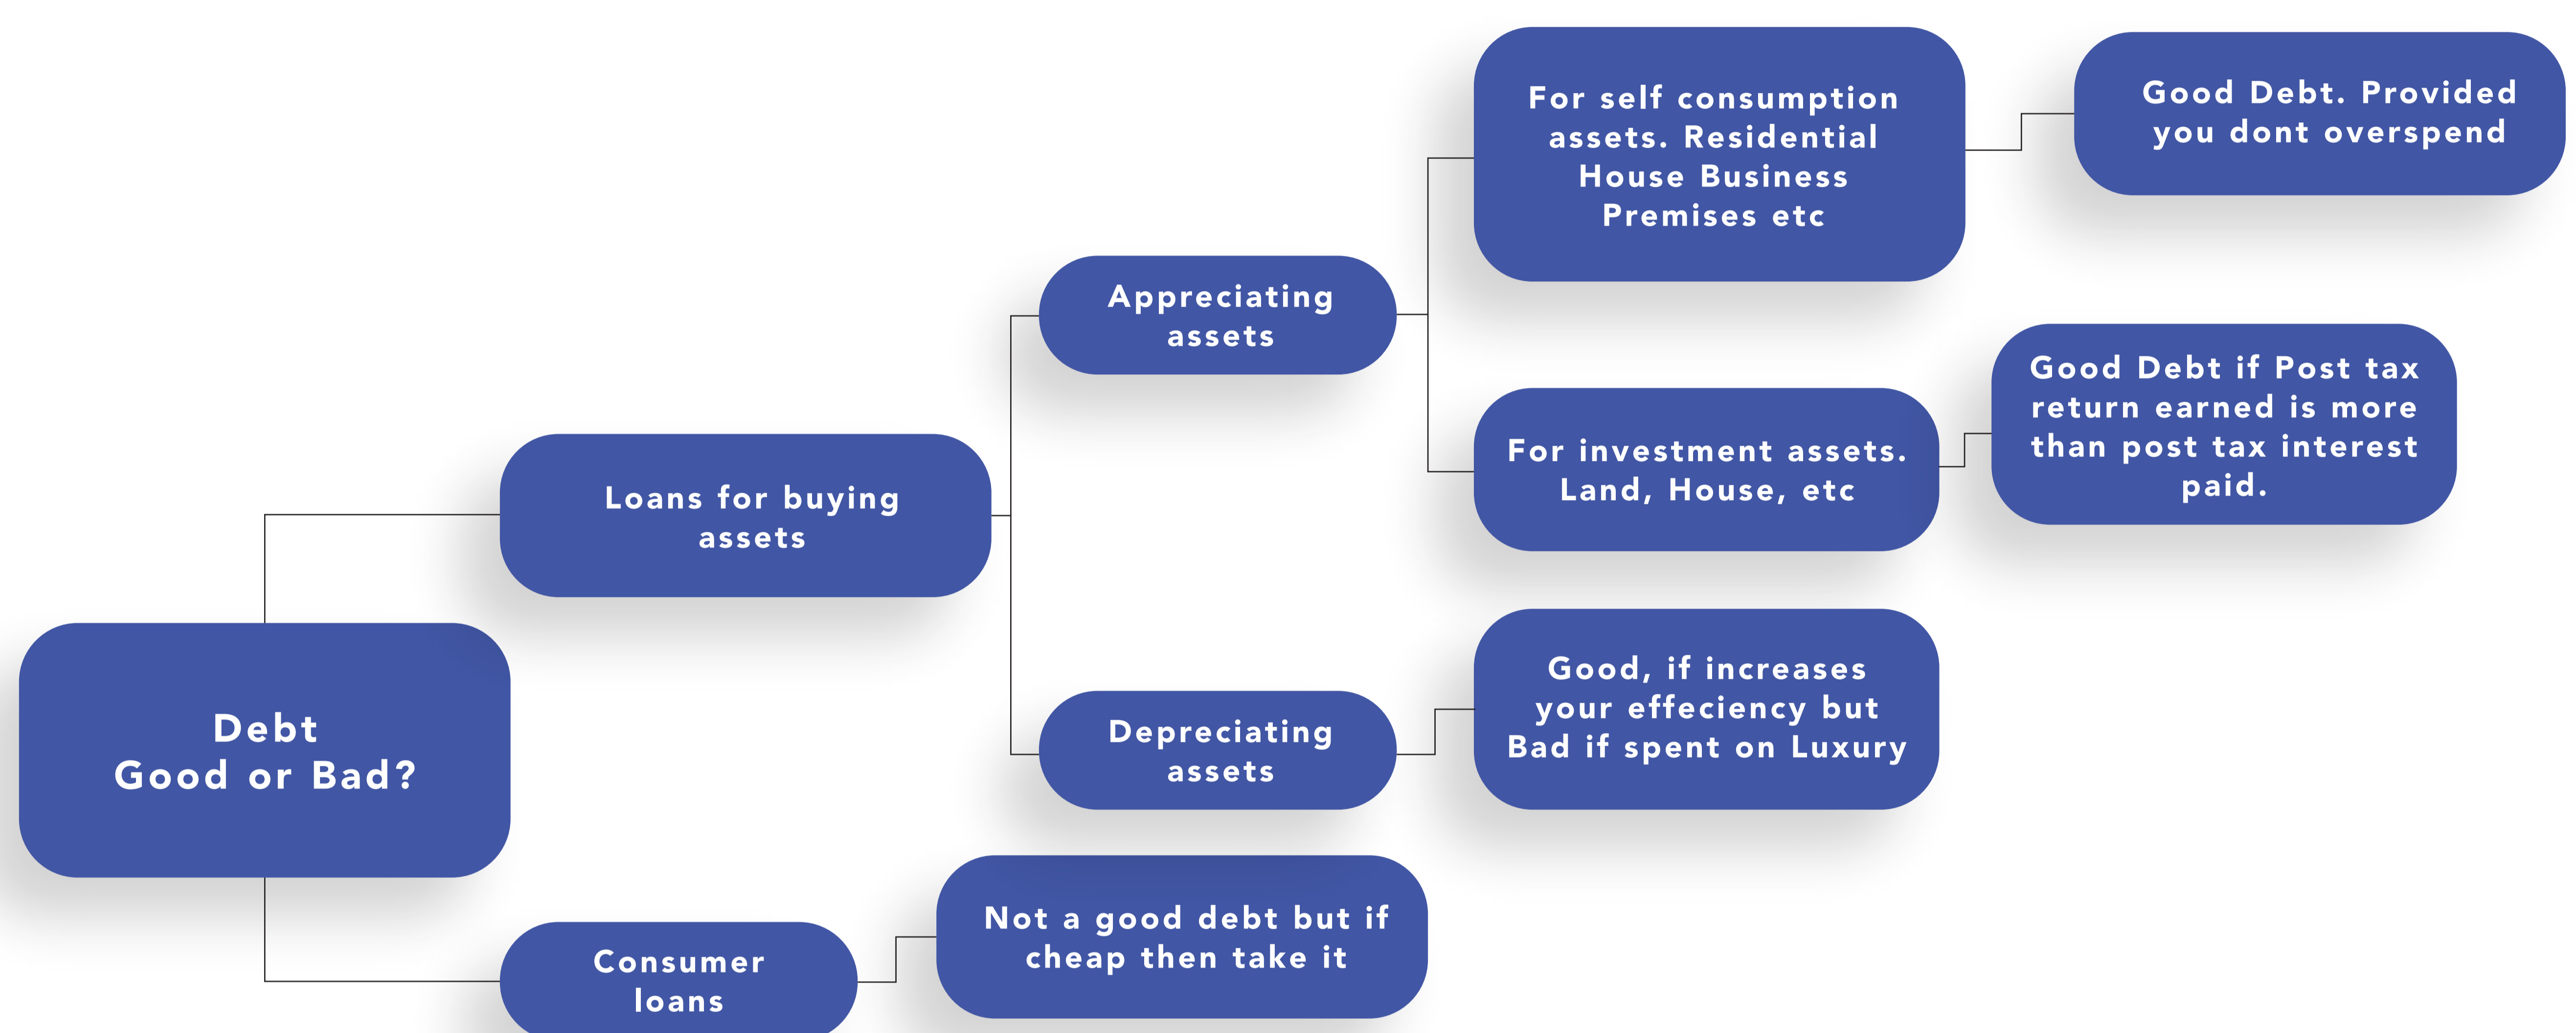 For self consumption
assets. Residential
House Business
Premises etc
Good Debt. Provided
you dont overspend
Appreciating
assets
Good Debt if Post tax
return earned is more
than post tax interest
paid.
For investment assets.
Land, House, etc
Loans for buying
assets
Good, if increases
your effeciency but
Bad if spent on Luxury
Depreciating
assets
Debt
Good or Bad?
Not a good debt but if
cheap then take it
Consumer
loans